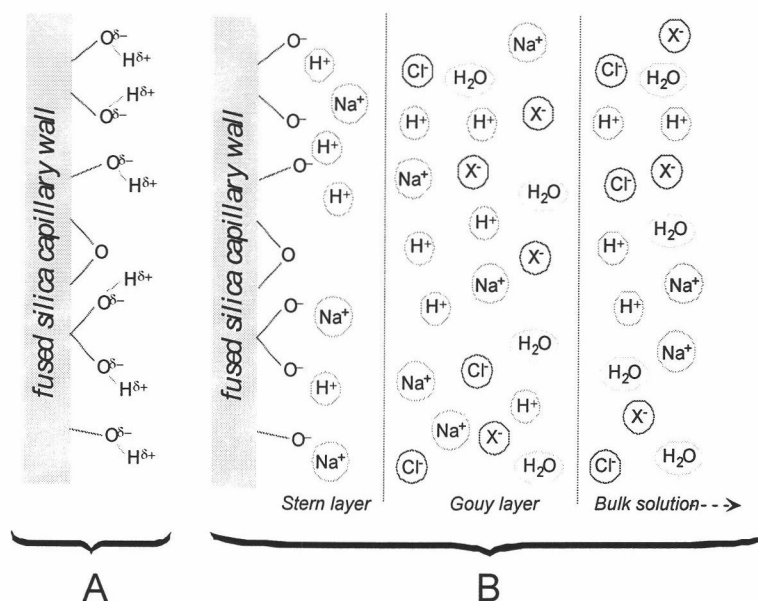 fused silica capillary wall
Oδ−
Hδ+
Hδ+
Oδ−
Oδ−
Hδ+
O
Hδ+
Oδ−
Oδ−
Hδ+
Oδ−
Hδ+
A
fused silica capillary wall
O−
H+
Na+
O−
H+
O−
H+
O
O−
Na+
O−
H+
O−
Na+
Stern layer
Na+
Cl-
H2O
X-
H+
H+
Na+
X-
H2O
H+
H+
X-
Na+
H+
H2O
Cl-
Na+
H+
Na+
X-
Cl-
H2O
Gouy layer
X-
Cl-
H2O
H+
H+
X-
Cl-
H2O
H+
Na+
H+
Na+
H2O
X-
Cl-
H2O
Bulk solution
B